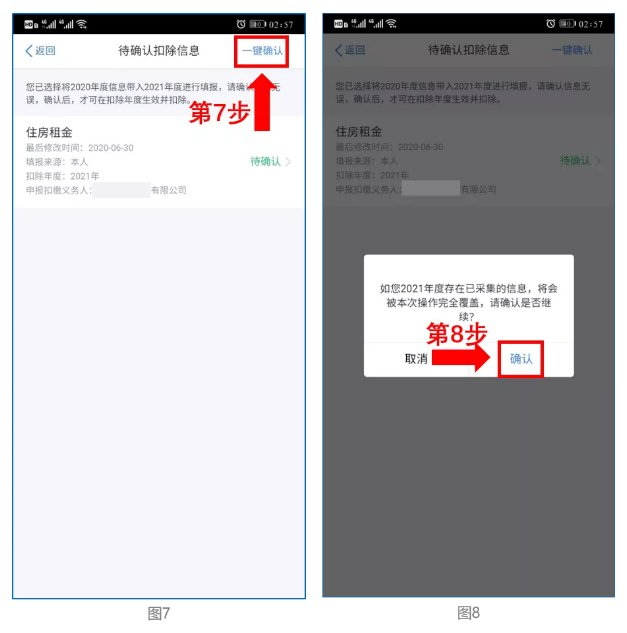 02:57
返回
待确认扣除信息
一键确认
您已选择将2020年度信息带入2021年度进行填报，请确认 无
误，确认后，才可在扣除年度生效并扣除。
第7步
住房租金
最后修改时间：2020-06-30
填报来源：本人
待确认
扣除年度：2021年
申报扣缴义务人： 有限公司
图7
02:57
返回
待确认扣除信息
一键确认
您已选择将2020年度信息带入2021年度进行填报，请确认信息无
误，确认后，才可在扣除年度生效并扣除。
住房租金
最后修改时间：2020-06-30
填报来源：本人
待确认
扣除年度：2021年
申报扣缴义务人： 有限公司
如您2021年度存在已采集的信息，将会
被本次操作完全覆盖，请确认是否继
续？
第8步
取消
确认
图8